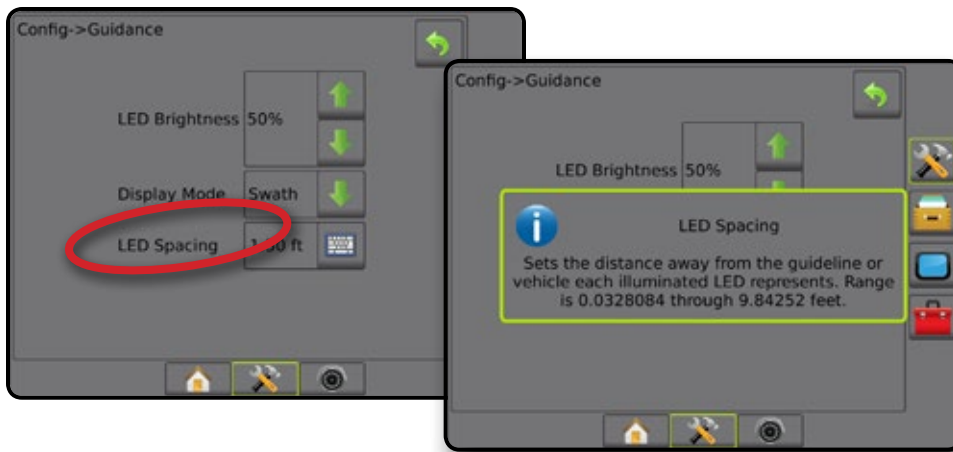 Config->Guidance
LED Brightness 50%
Display Mode Swath
LED Spacing ft
Config->Guidance
LED Brightness 50%
LED Spacing
Sets the distance away from the guideline or
vehicle each illuminated LED represents. Range
is 0.0328084 through 9.84252 feet.